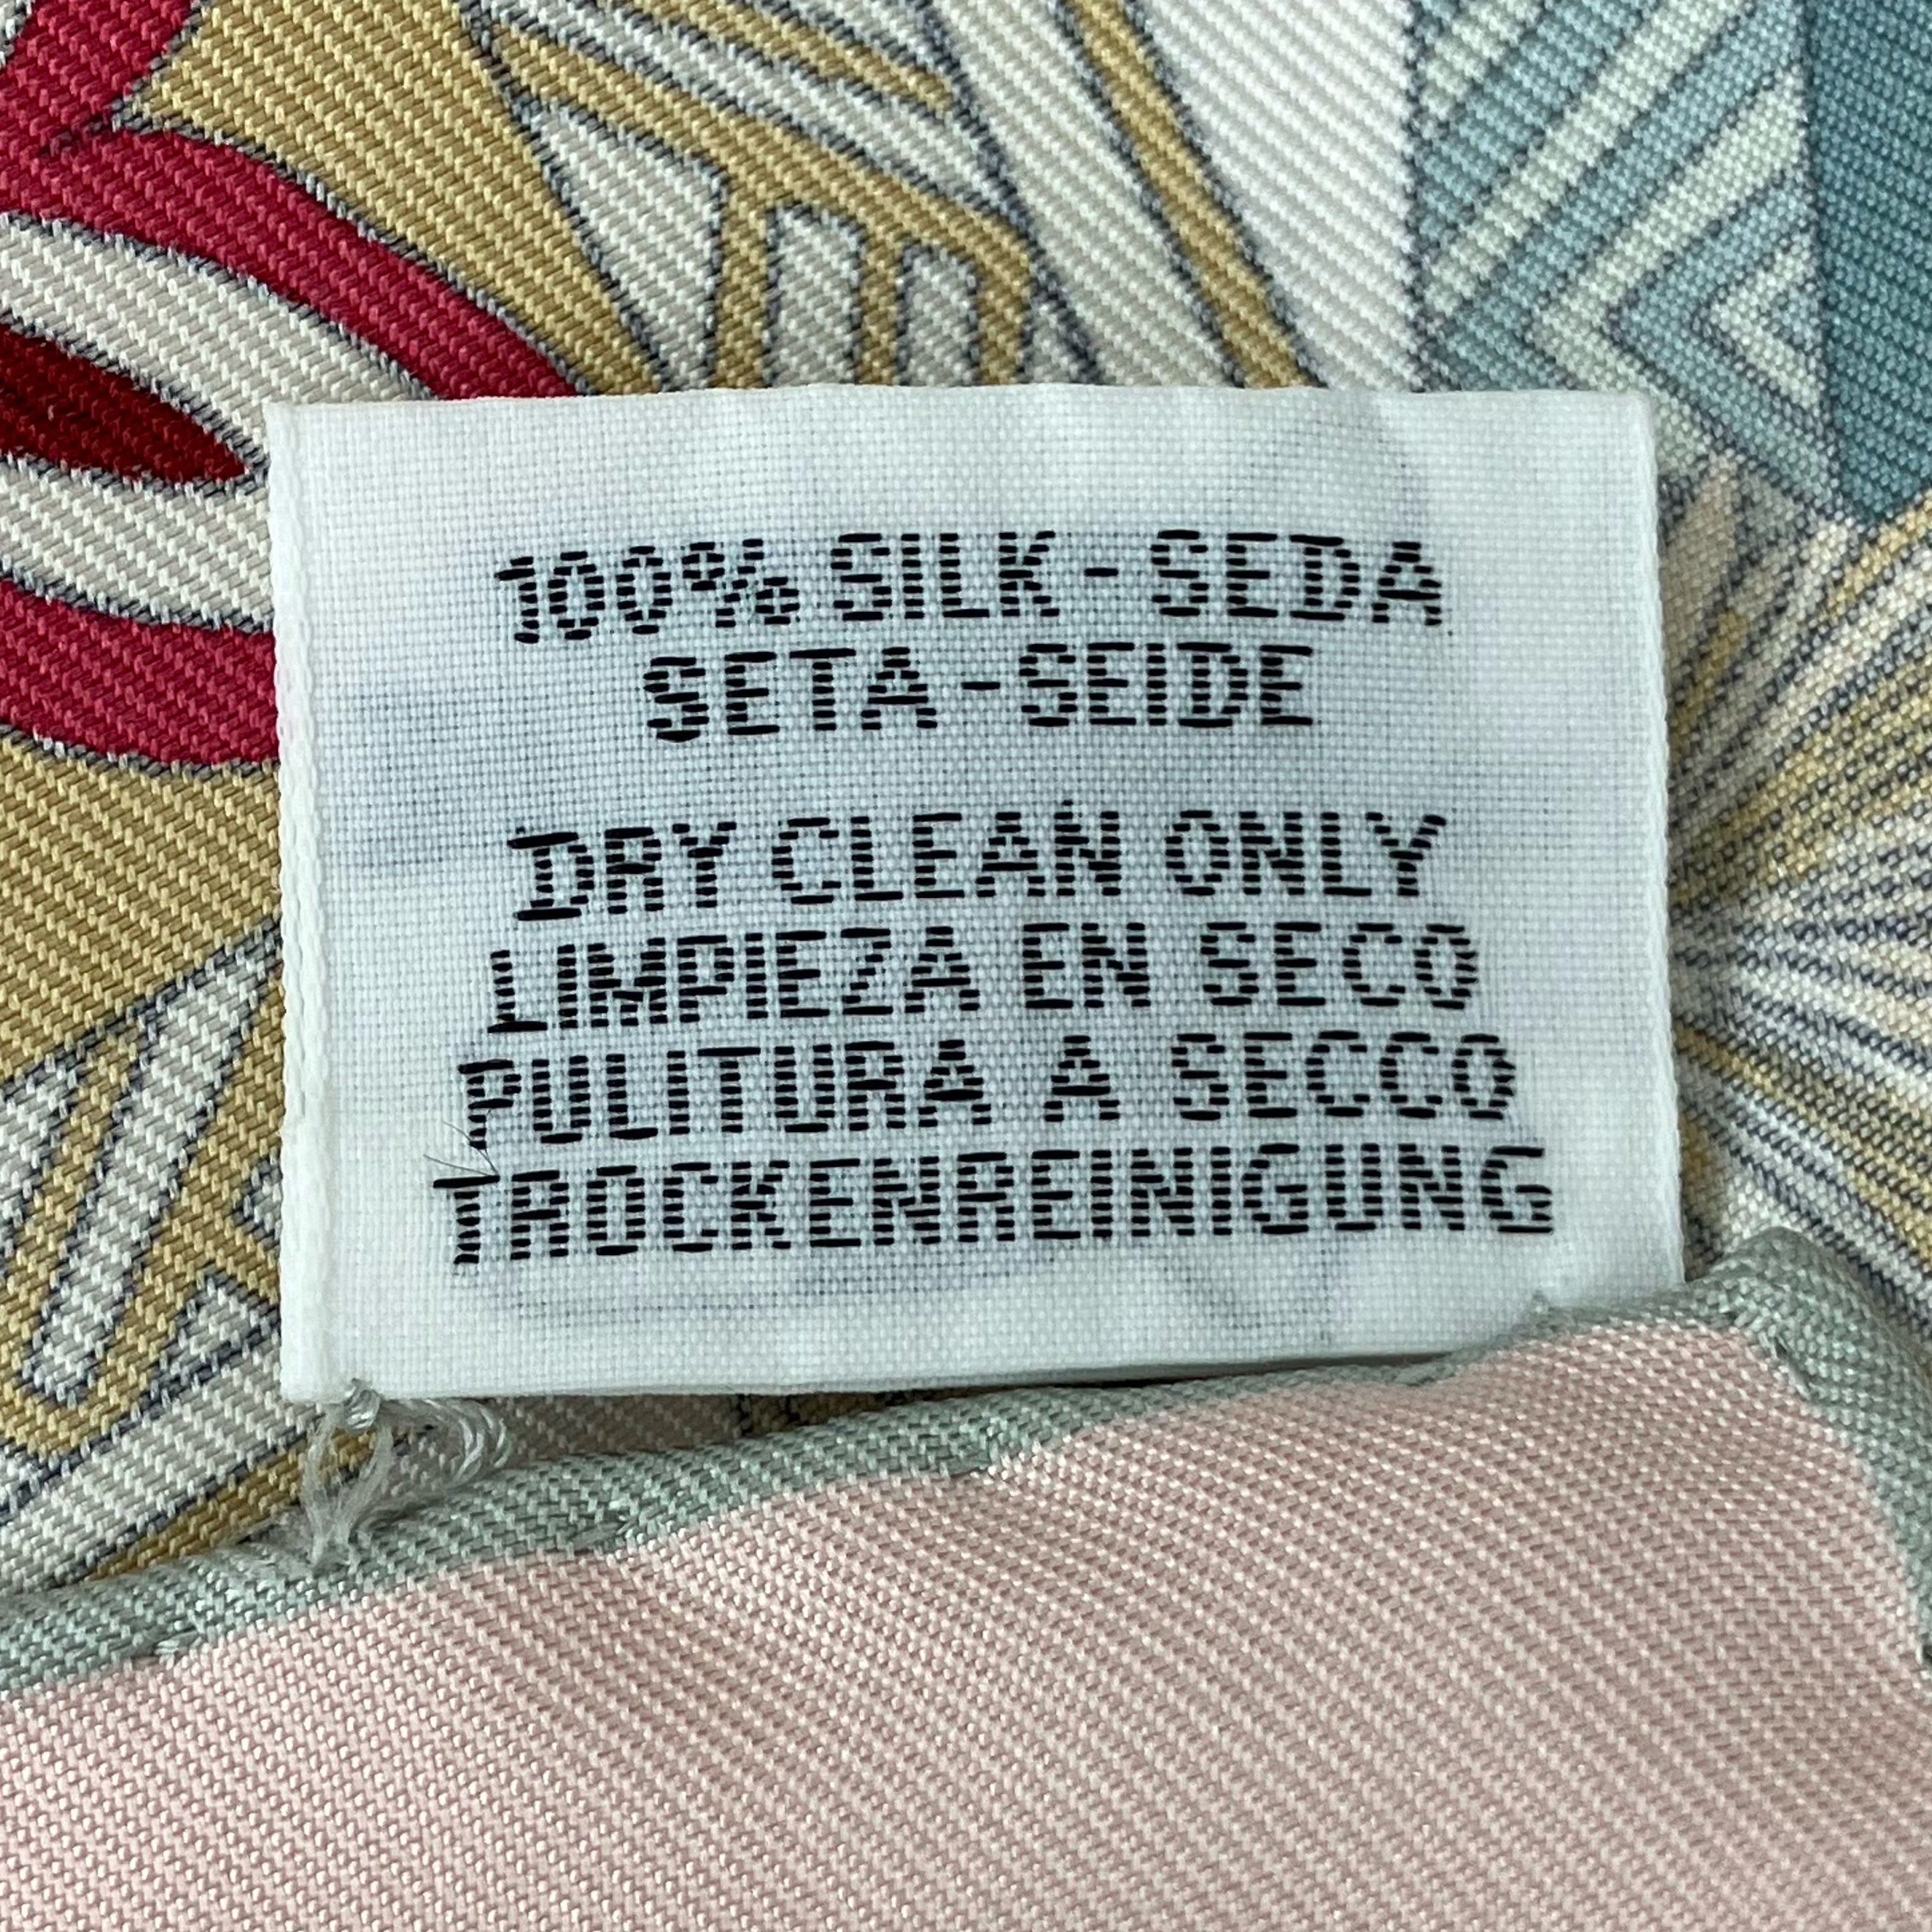 100% SILK - SEDA
SETA - SEIDE
DRY CLEAN ONLY
LIMPIEZA EN SECO
PULITURA A SECCO
TROCKENREINIGUNG